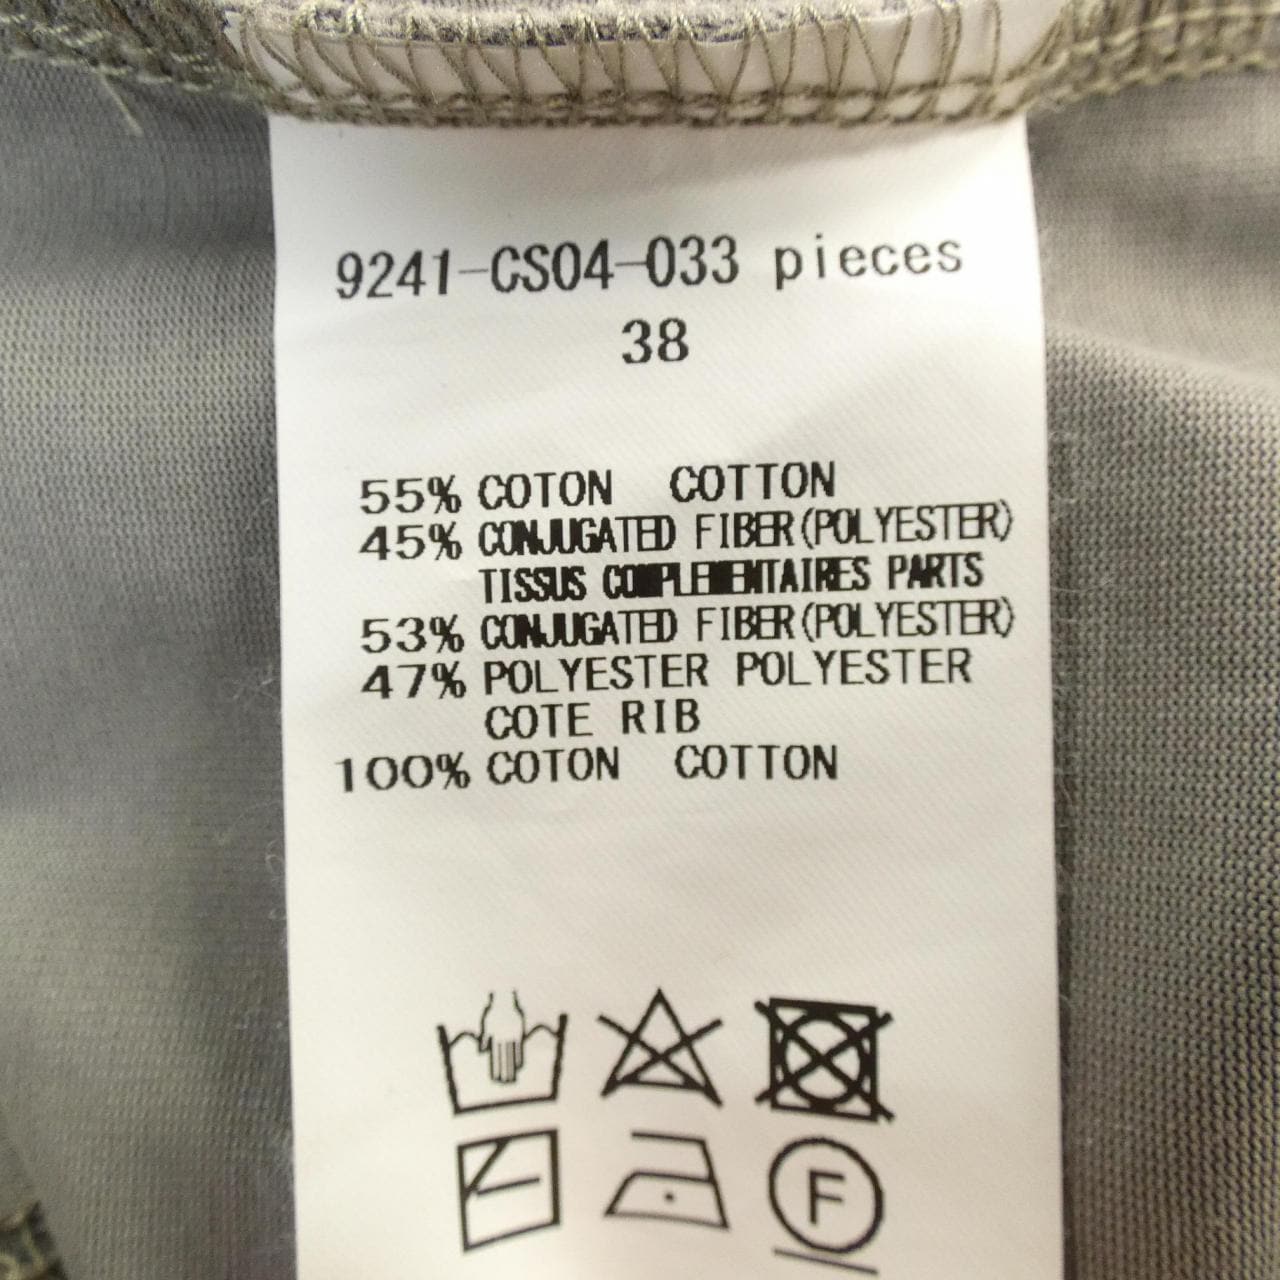 9241-CS04-033 pieces
38
55% COTON COTTON
45% CONJUGATED FIBER(POLYESTER)
TISSUS COMPLEMENTAIRES PARTS
53% CONJUGATED FIBER(POLYESTER)
47% POLYESTER POLYESTER
COTE RIB
100% COTON COTTON
F